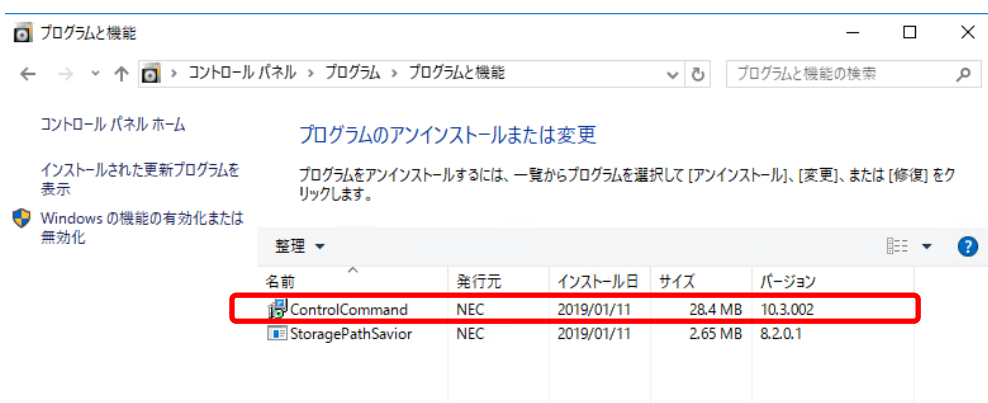 プログラムと機能
コントロール パネル › プログラム › プログラムと機能
プログラムと機能の検索
コントロール パネル ホーム
インストールされた更新プログラムを
表示
Windows の機能の有効化または
無効化
プログラムのアンインストールまたは変更
プログラムをアンインストールするには、一覧からプログラムを選択して [アンインストール]、[変更]、または [修復] をク
リックします。
整理
名前 発行元 インストール日 サイズ バージョン
ControlCommand NEC 2019/01/11 28.4 MB 10.3.002
StoragePathSavior NEC 2019/01/11 2.65 MB 8.2.0.1